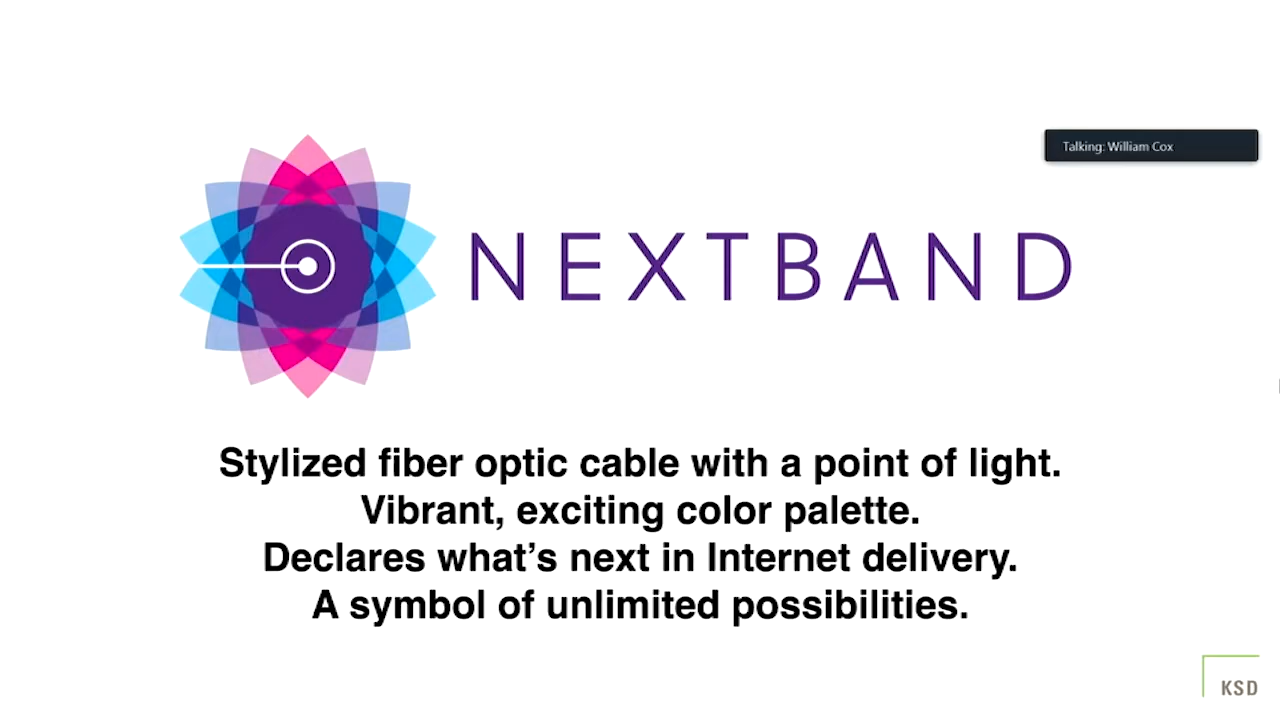 Talking: William Cox
NEXTBAND
Stylized fiber optic cable with a point of light.
Vibrant, exciting color palette.
Declares what’s next in Internet delivery.
A symbol of unlimited possibilities.
KSD